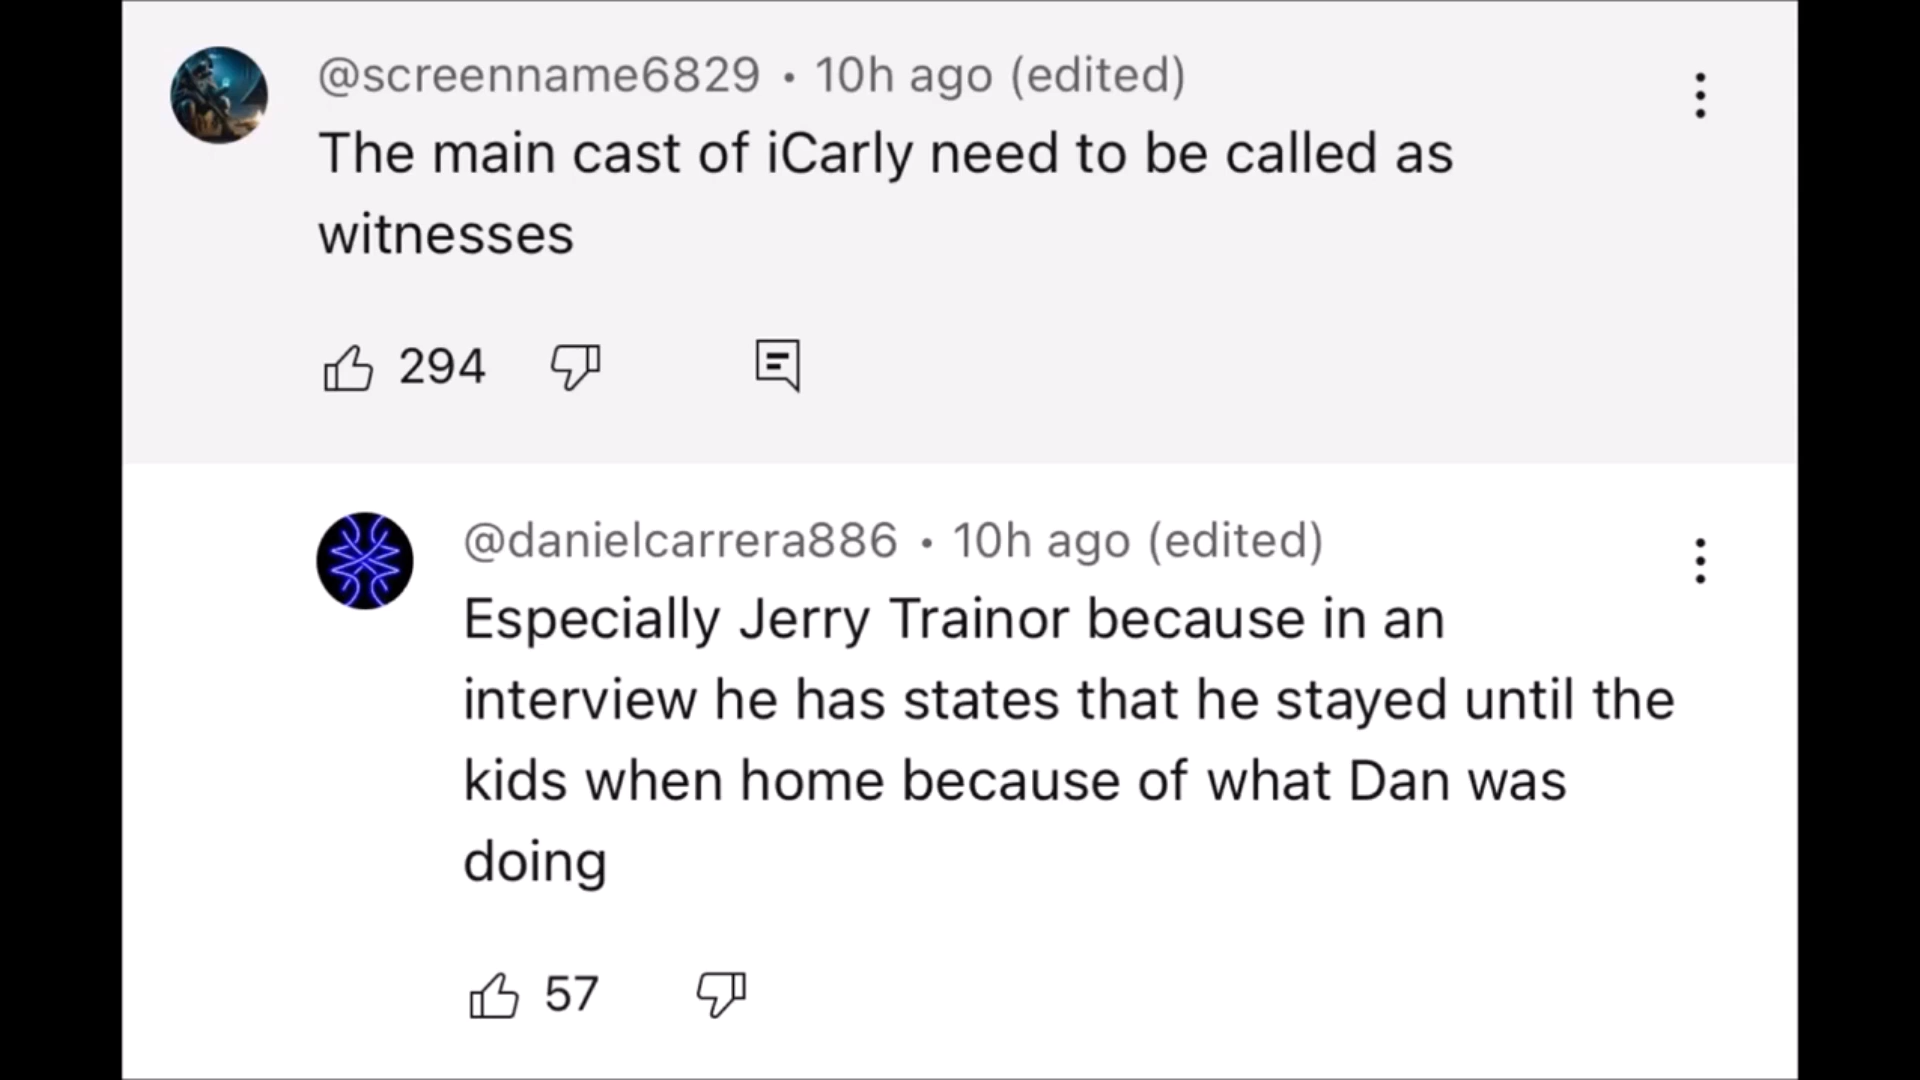 @screenname6829 • 10h ago (edited)
The main cast of iCarly need to be called as
witnesses
294
@danielcarrera886 • 10h ago (edited)
Especially Jerry Trainor because in an
interview he has states that he stayed until the
kids when home because of what Dan was
doing
57